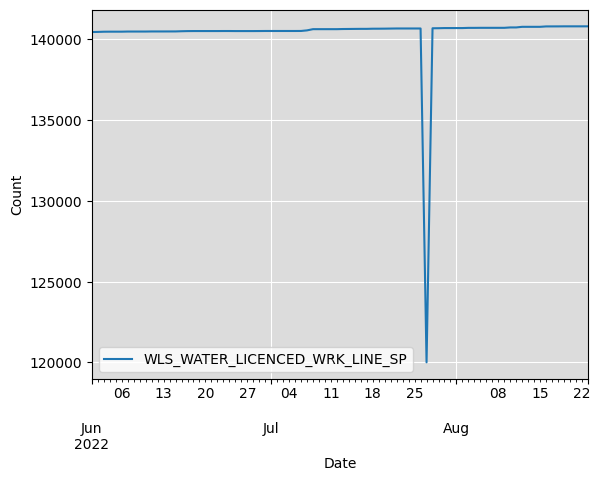 140000
135000
130000
125000
120000
Count
WLS_WATER_LICENCED_WRK_LINE_SP
06 13 20 27 04 11 18 25 08 15 22
Jun Jul Aug
2022
Date